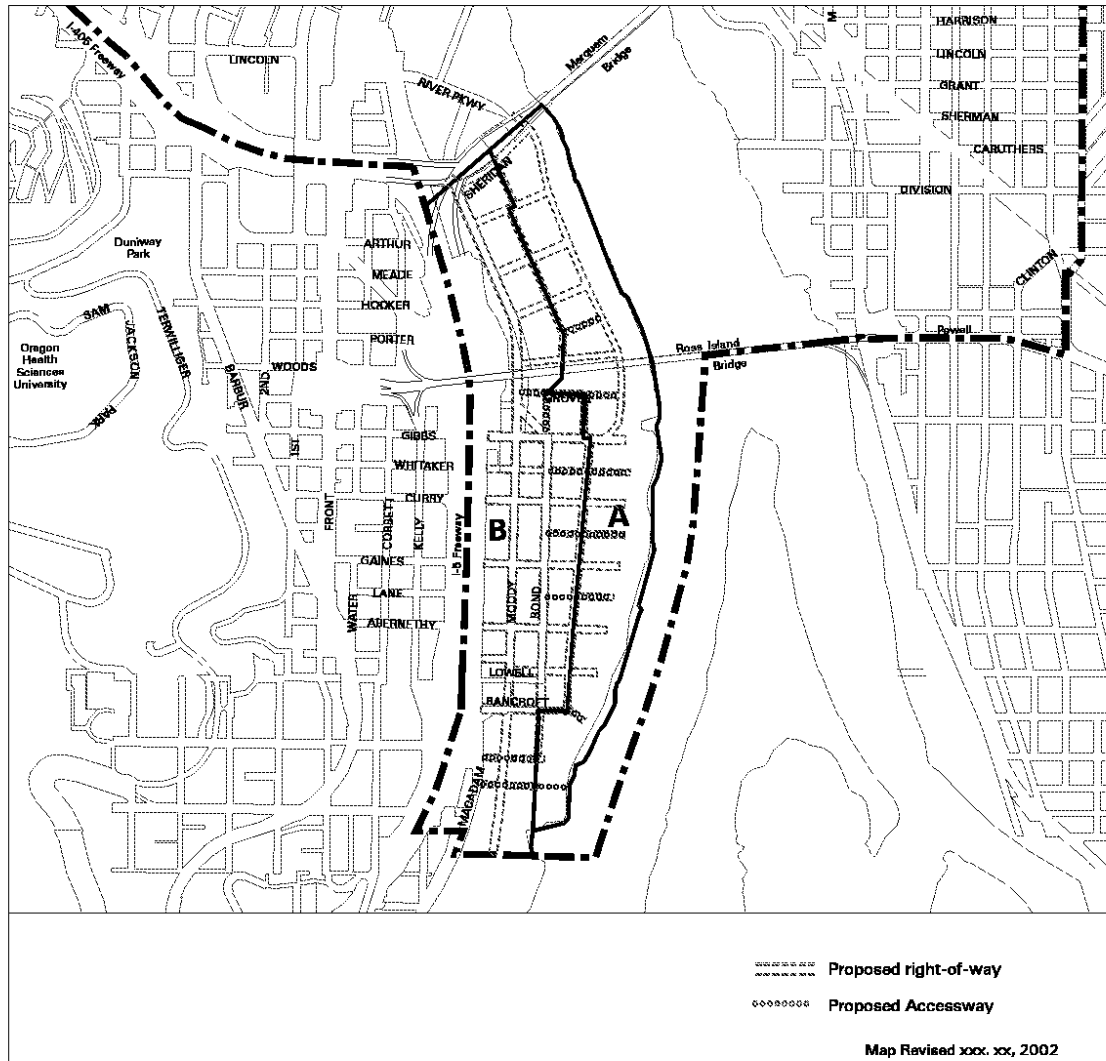 M-
HARRISON
LINCOLN
GRANT
SHERMAN
CARUTHERS
DIVISION
CLINTON
I-405 Freeway
LINCOLN
Marquam
Bridge
RIVER PKWY
SHERIDAN
Duniway
Park
ARTHUR
MEADE
HOOKER
PORTER
SAM
JACKSON
PARK
TERWILLIGER
Oregon
Health
Sciences
University
BARBUR
2ND
WOODS
Ross Island
Bridge
Powell
1ST
GIBBS
WHITAKER
CURRY
FRONT
CORBETT
KELLY
I-5 Freeway
B
A
GAINES
LANE
ABERNETHY
WATER
MOODY
BOND
LOWELL
BANCROFT
MACADAM
Proposed right-of-way
Proposed Accessway
Map Revised xxx. xx, 2002